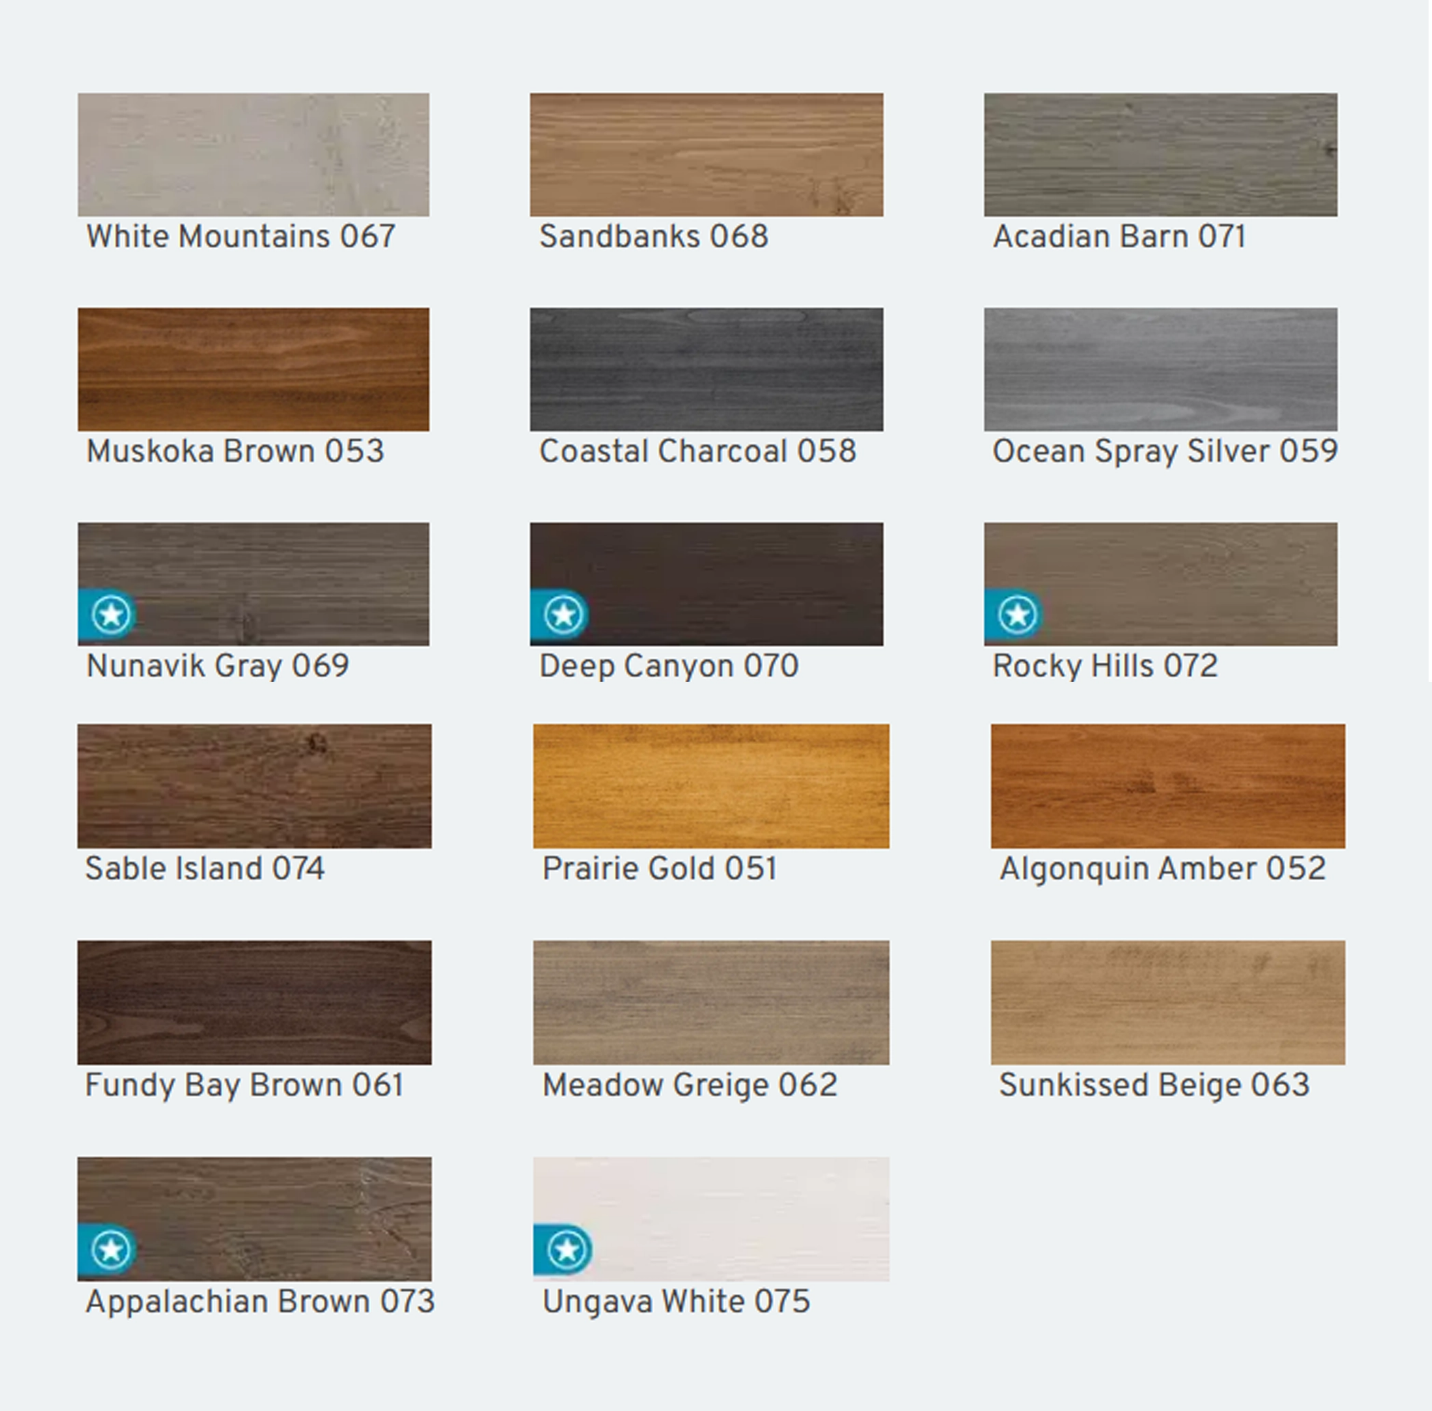 White Mountains 067
Sandbanks 068
Acadian Barn 071
Muskoka Brown 053
Coastal Charcoal 058
Ocean Spray Silver 059
Nunavik Gray 069
Deep Canyon 070
Rocky Hills 072
Sable Island 074
Prairie Gold 051
Algonquin Amber 052
Fundy Bay Brown 061
Meadow Greige 062
Sunkissed Beige 063
Appalachian Brown 073
Ungava White 075